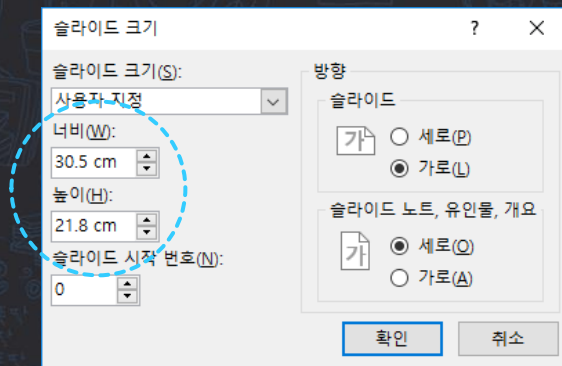 슬라이드 크기
? ×
슬라이드 크기(S):
사용자 지정
너비(W):
30.5 cm
높이(H):
21.8 cm
슬라이드 시작 번호(N):
0
방향
슬라이드
가
세로(P)
가로(L)
슬라이드 노트, 유인물, 개요
가
세로(O)
가로(A)
확인
취소